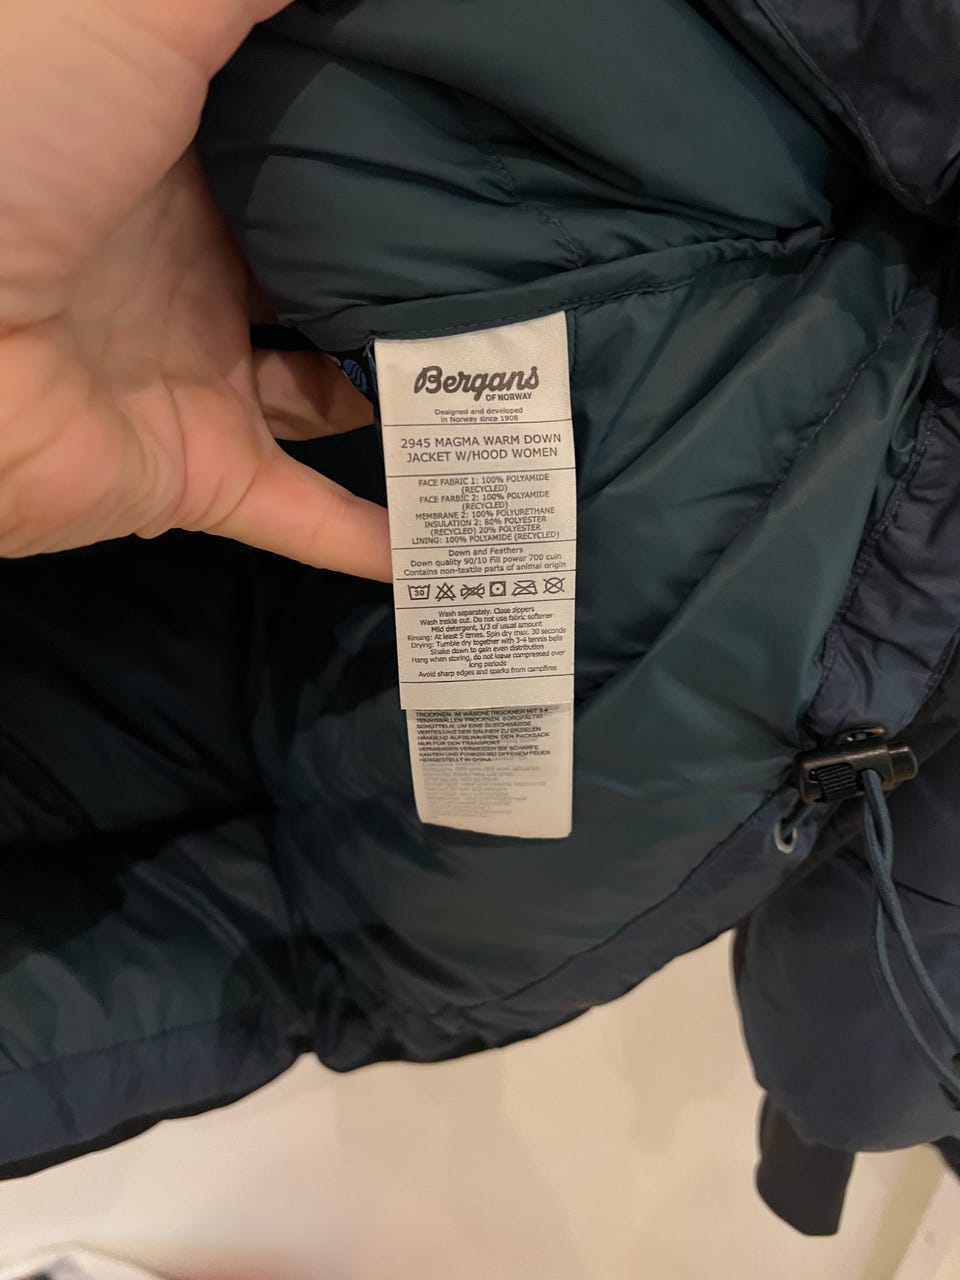 Bergans
OF NORWAY
Designed and developed
in Norway since 1908
2945 MAGMA WARM DOWN
JACKET W/HOOD WOMEN
FACE FABRIC 1: 100% POLYAMIDE
(RECYCLED)
FACE FARBIC 2: 100% POLYAMIDE
(RECYCLED)
MEMBRANE 2: 100% POLYURETHANE
INSULATION 2: 80% POLYESTER
(RECYCLED) 20% POLYESTER
LINING: 100% POLYAMIDE (RECYCLED)
Down and Feathers
Down quality 90/10 Fill power 700 cuin
Contains non-textile parts of animal origin
30
Wash separately. Close zippers
Wash inside out. Do not use fabric softener
Mild detergent, 1/3 of usual amount
Rinsing: At least 5 times. Spin dry max. 30 seconds
Drying: Tumble dry together with 3-4 tennis balls
Shake down to gain even distribution
Hang when storing, do not leave compressed over
long periods
Avoid sharp edges and sparks from campfires
TROCKNEN: IM WÄSCHETROCKNER MIT 3-4
TENNISBÄLLEN TROCKNEN. SORGFÄLTIG
SCHÜTTELN, UM EINE GLEICHMÄßIGE
VERTEILUNG DER DAUNEN ZU ERZIELEN
HÄNGEND AUFBEWAHREN. DEN PACKSACK
NUR FÜR DEN TRANSPORT
VERWENDEN VERMEIDEN SIE SCHARFE
KANTEN UND FUNKEN BEI OFFENEM FEUER
HERGESTELLT IN CHINA